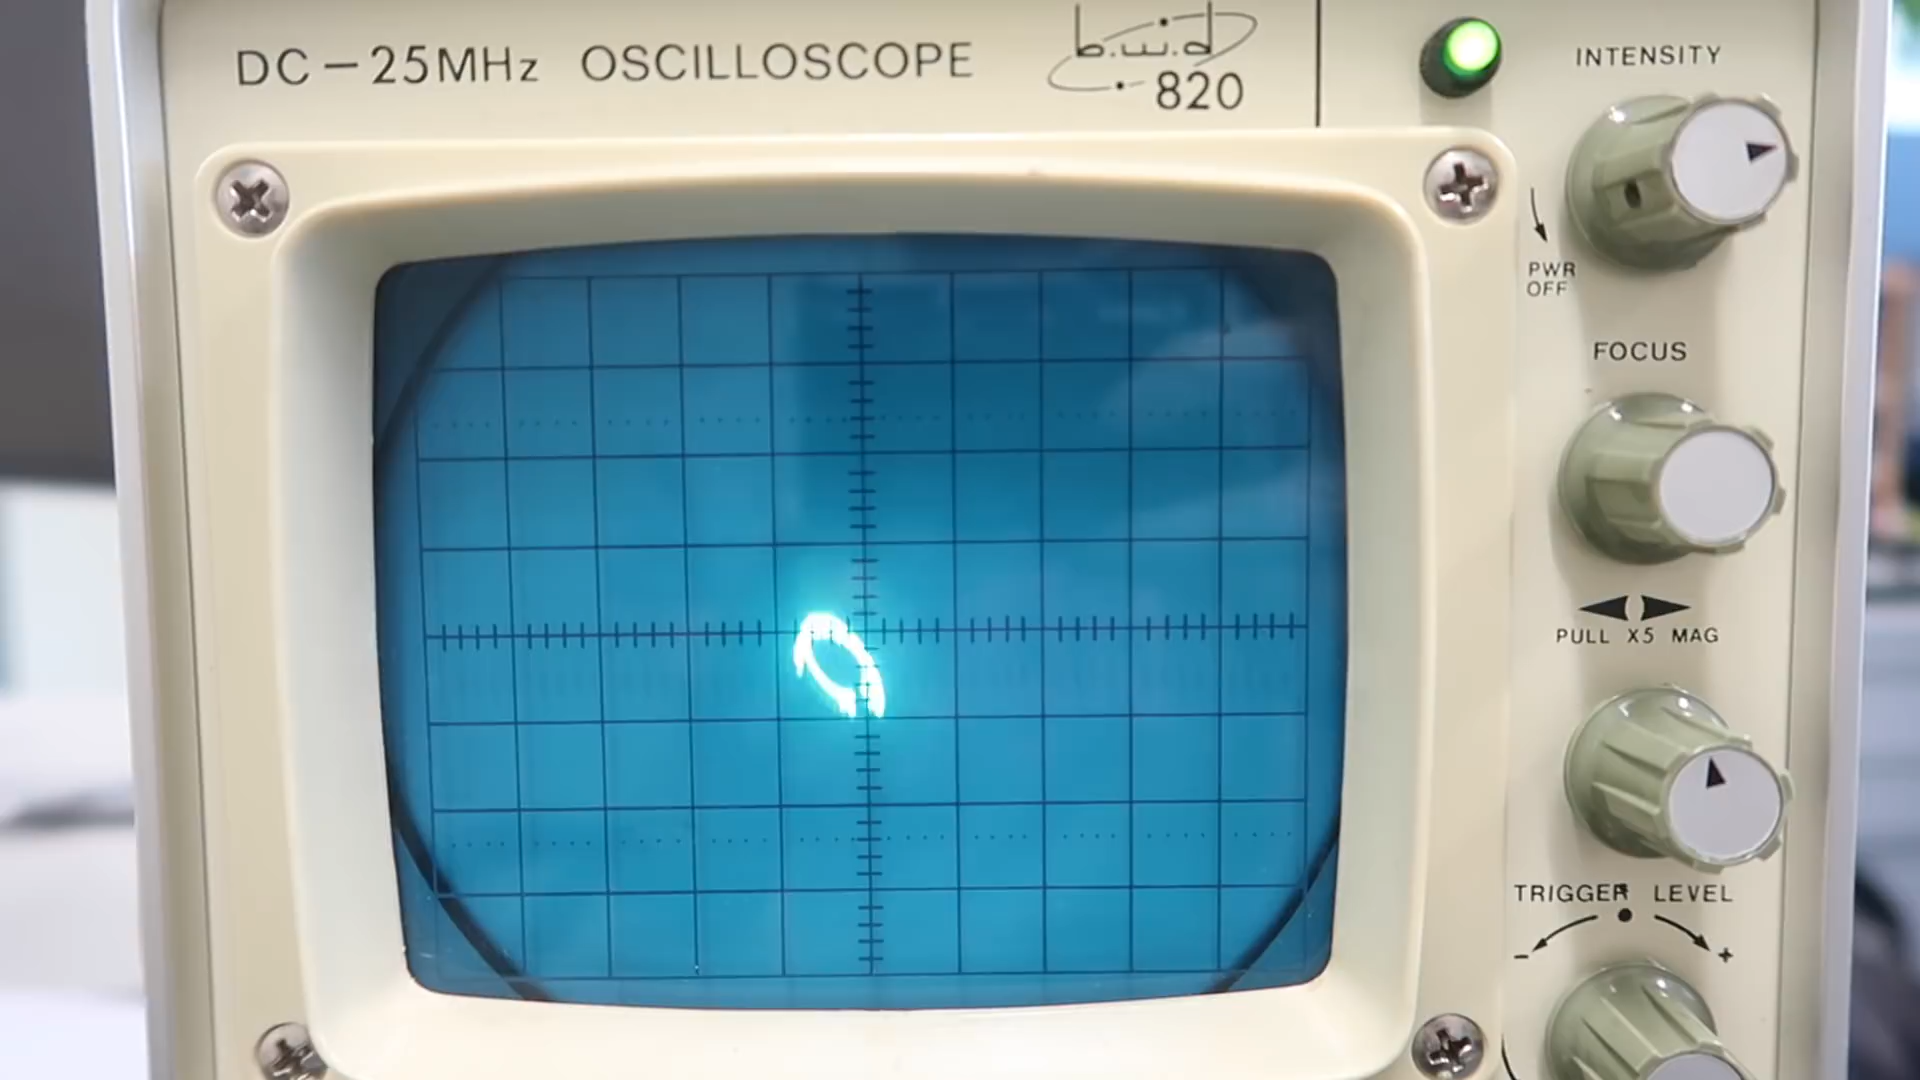 DC – 25MHz OSCILLOSCOPE
b.w.d
820
INTENSITY
PWR
OFF
FOCUS
PULL X5 MAG
TRIGGER LEVEL
– +